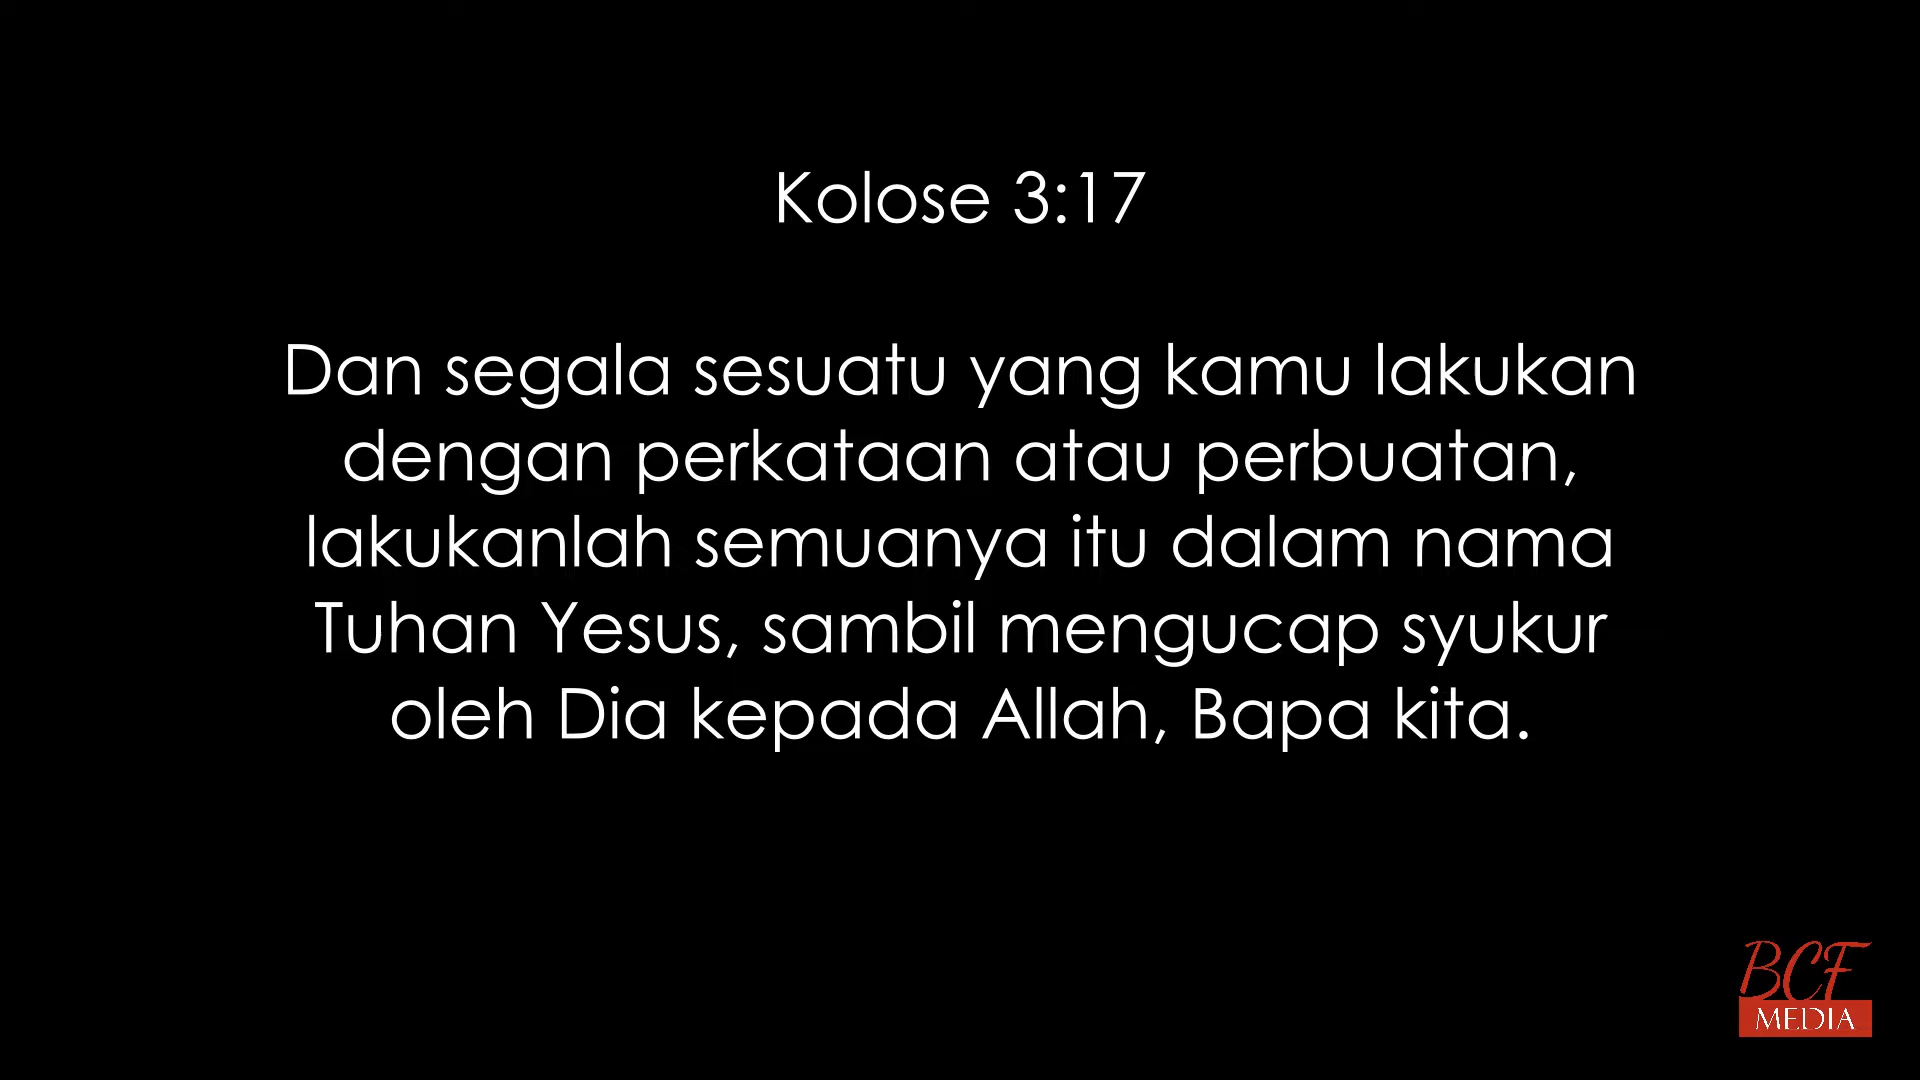 Kolose 3:17
Dan segala sesuatu yang kamu lakukan
dengan perkataan atau perbuatan,
lakukanlah semuanya itu dalam nama
Tuhan Yesus, sambil mengucap syukur
oleh Dia kepada Allah, Bapa kita.
BCF
MEDIA